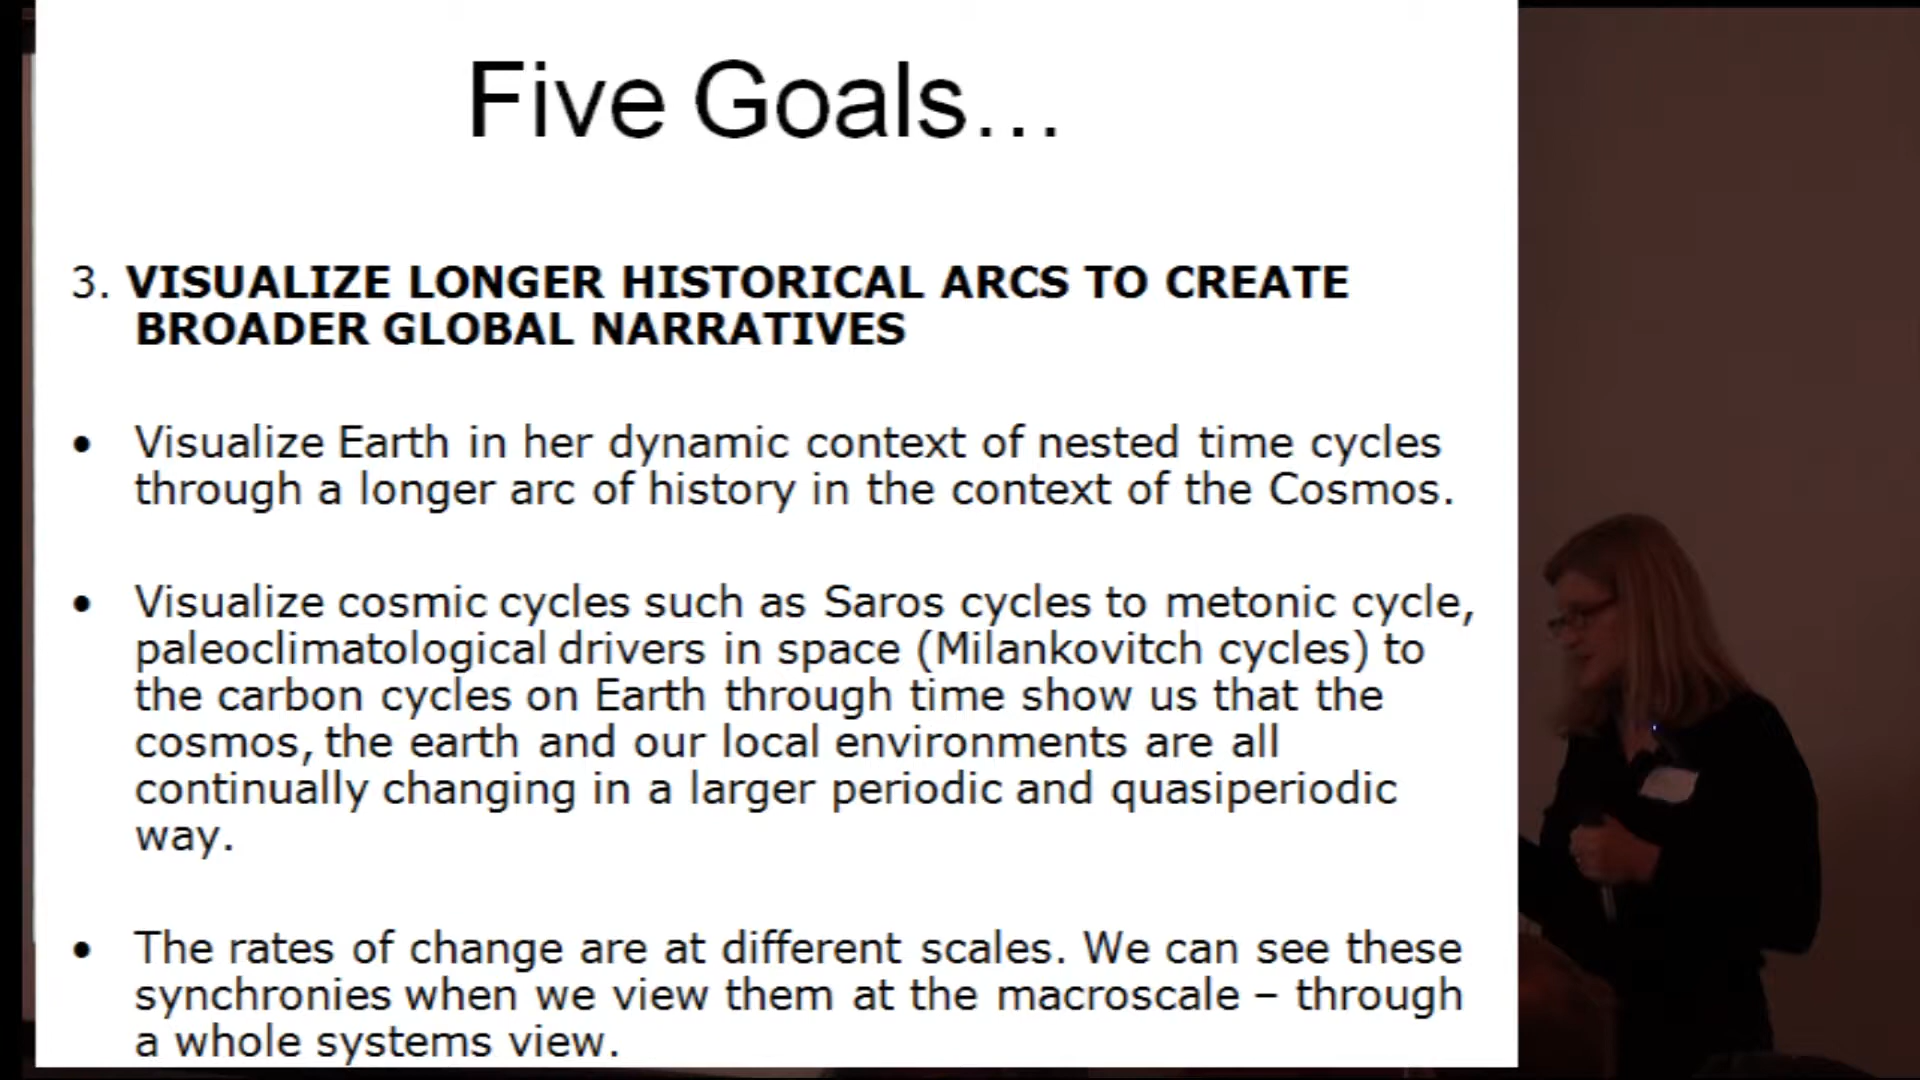 Five Goals...
3. VISUALIZE LONGER HISTORICAL ARCS TO CREATE
BROADER GLOBAL NARRATIVES
• Visualize Earth in her dynamic context of nested time cycles
through a longer arc of history in the context of the Cosmos.
• Visualize cosmic cycles such as Saros cycles to metonic cycle,
paleoclimatological drivers in space (Milankovitch cycles) to
the carbon cycles on Earth through time show us that the
cosmos, the earth and our local environments are all
continually changing in a larger periodic and quasiperiodic
way.
• The rates of change are at different scales. We can see these
synchronies when we view them at the macroscale – through
a whole systems view.